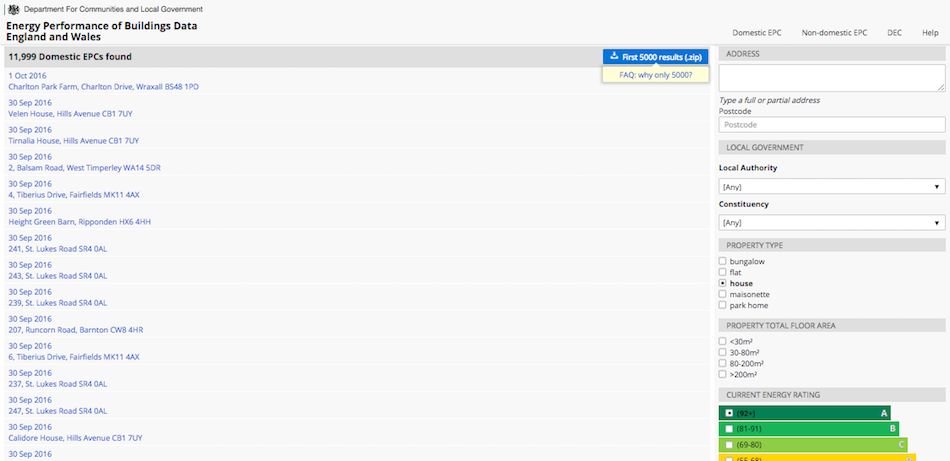 Department For Communities and Local Government
Energy Performance of Buildings Data
England and Wales
Domestic EPC Non-domestic EPC DEC Help
11,999 Domestic EPCs found
First 5000 results (.zip)
FAQ: why only 5000?
1 Oct 2016
Charlton Park Farm, Charlton Drive, Wraxall BS48 1PD
30 Sep 2016
Velen House, Hills Avenue CB1 7UY
30 Sep 2016
Tirnalia House, Hills Avenue CB1 7UY
30 Sep 2016
2, Balsam Road, West Timperley WA14 5DR
30 Sep 2016
4, Tiberius Drive, Fairfields MK11 4AX
30 Sep 2016
Height Green Barn, Ripponden HX6 4HH
30 Sep 2016
241, St. Lukes Road SR4 0AL
30 Sep 2016
243, St. Lukes Road SR4 0AL
30 Sep 2016
239, St. Lukes Road SR4 0AL
30 Sep 2016
207, Runcorn Road, Barnton CW8 4HR
30 Sep 2016
6, Tiberius Drive, Fairfields MK11 4AX
30 Sep 2016
237, St. Lukes Road SR4 0AL
30 Sep 2016
247, St. Lukes Road SR4 0AL
30 Sep 2016
Calidore House, Hills Avenue CB1 7UY
30 Sep 2016
ADDRESS
Type a full or partial address
Postcode
Postcode
LOCAL GOVERNMENT
Local Authority
[Any]
Constituency
[Any]
PROPERTY TYPE
bungalow
flat
house
maisonette
park home
PROPERTY TOTAL FLOOR AREA
<30m²
30-80m²
80-200m²
>200m²
CURRENT ENERGY RATING
(92+) A
(81-91) B
(69-80) C
(55-68)